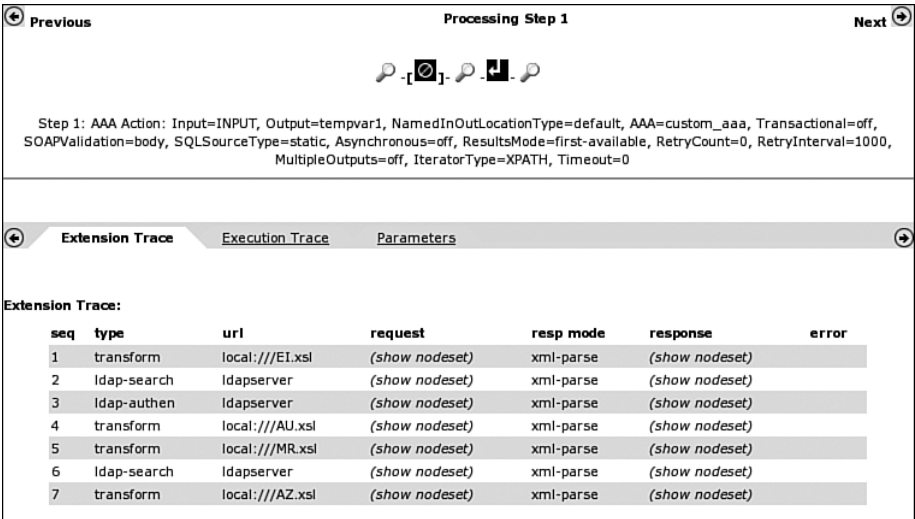 Previous Processing Step 1 Next
-[ ]- - -
Step 1: AAA Action: Input=INPUT, Output=tempvar1, NamedInOutLocationType=default, AAA=custom_aaa, Transactional=off,
SOAPValidation=body, SQLSourceType=static, Asynchronous=off, ResultsMode=first-available, RetryCount=0, RetryInterval=1000,
MultipleOutputs=off, IteratorType=XPATH, Timeout=0
Extension Trace Execution Trace Parameters
Extension Trace:
seq type url request resp mode response error
1 transform local:///EI.xsl (show nodeset) xml-parse (show nodeset)
2 ldap-search ldapserver (show nodeset) xml-parse (show nodeset)
3 ldap-authen ldapserver (show nodeset) xml-parse (show nodeset)
4 transform local:///AU.xsl (show nodeset) xml-parse (show nodeset)
5 transform local:///MR.xsl (show nodeset) xml-parse (show nodeset)
6 ldap-search ldapserver (show nodeset) xml-parse (show nodeset)
7 transform local:///AZ.xsl (show nodeset) xml-parse (show nodeset)